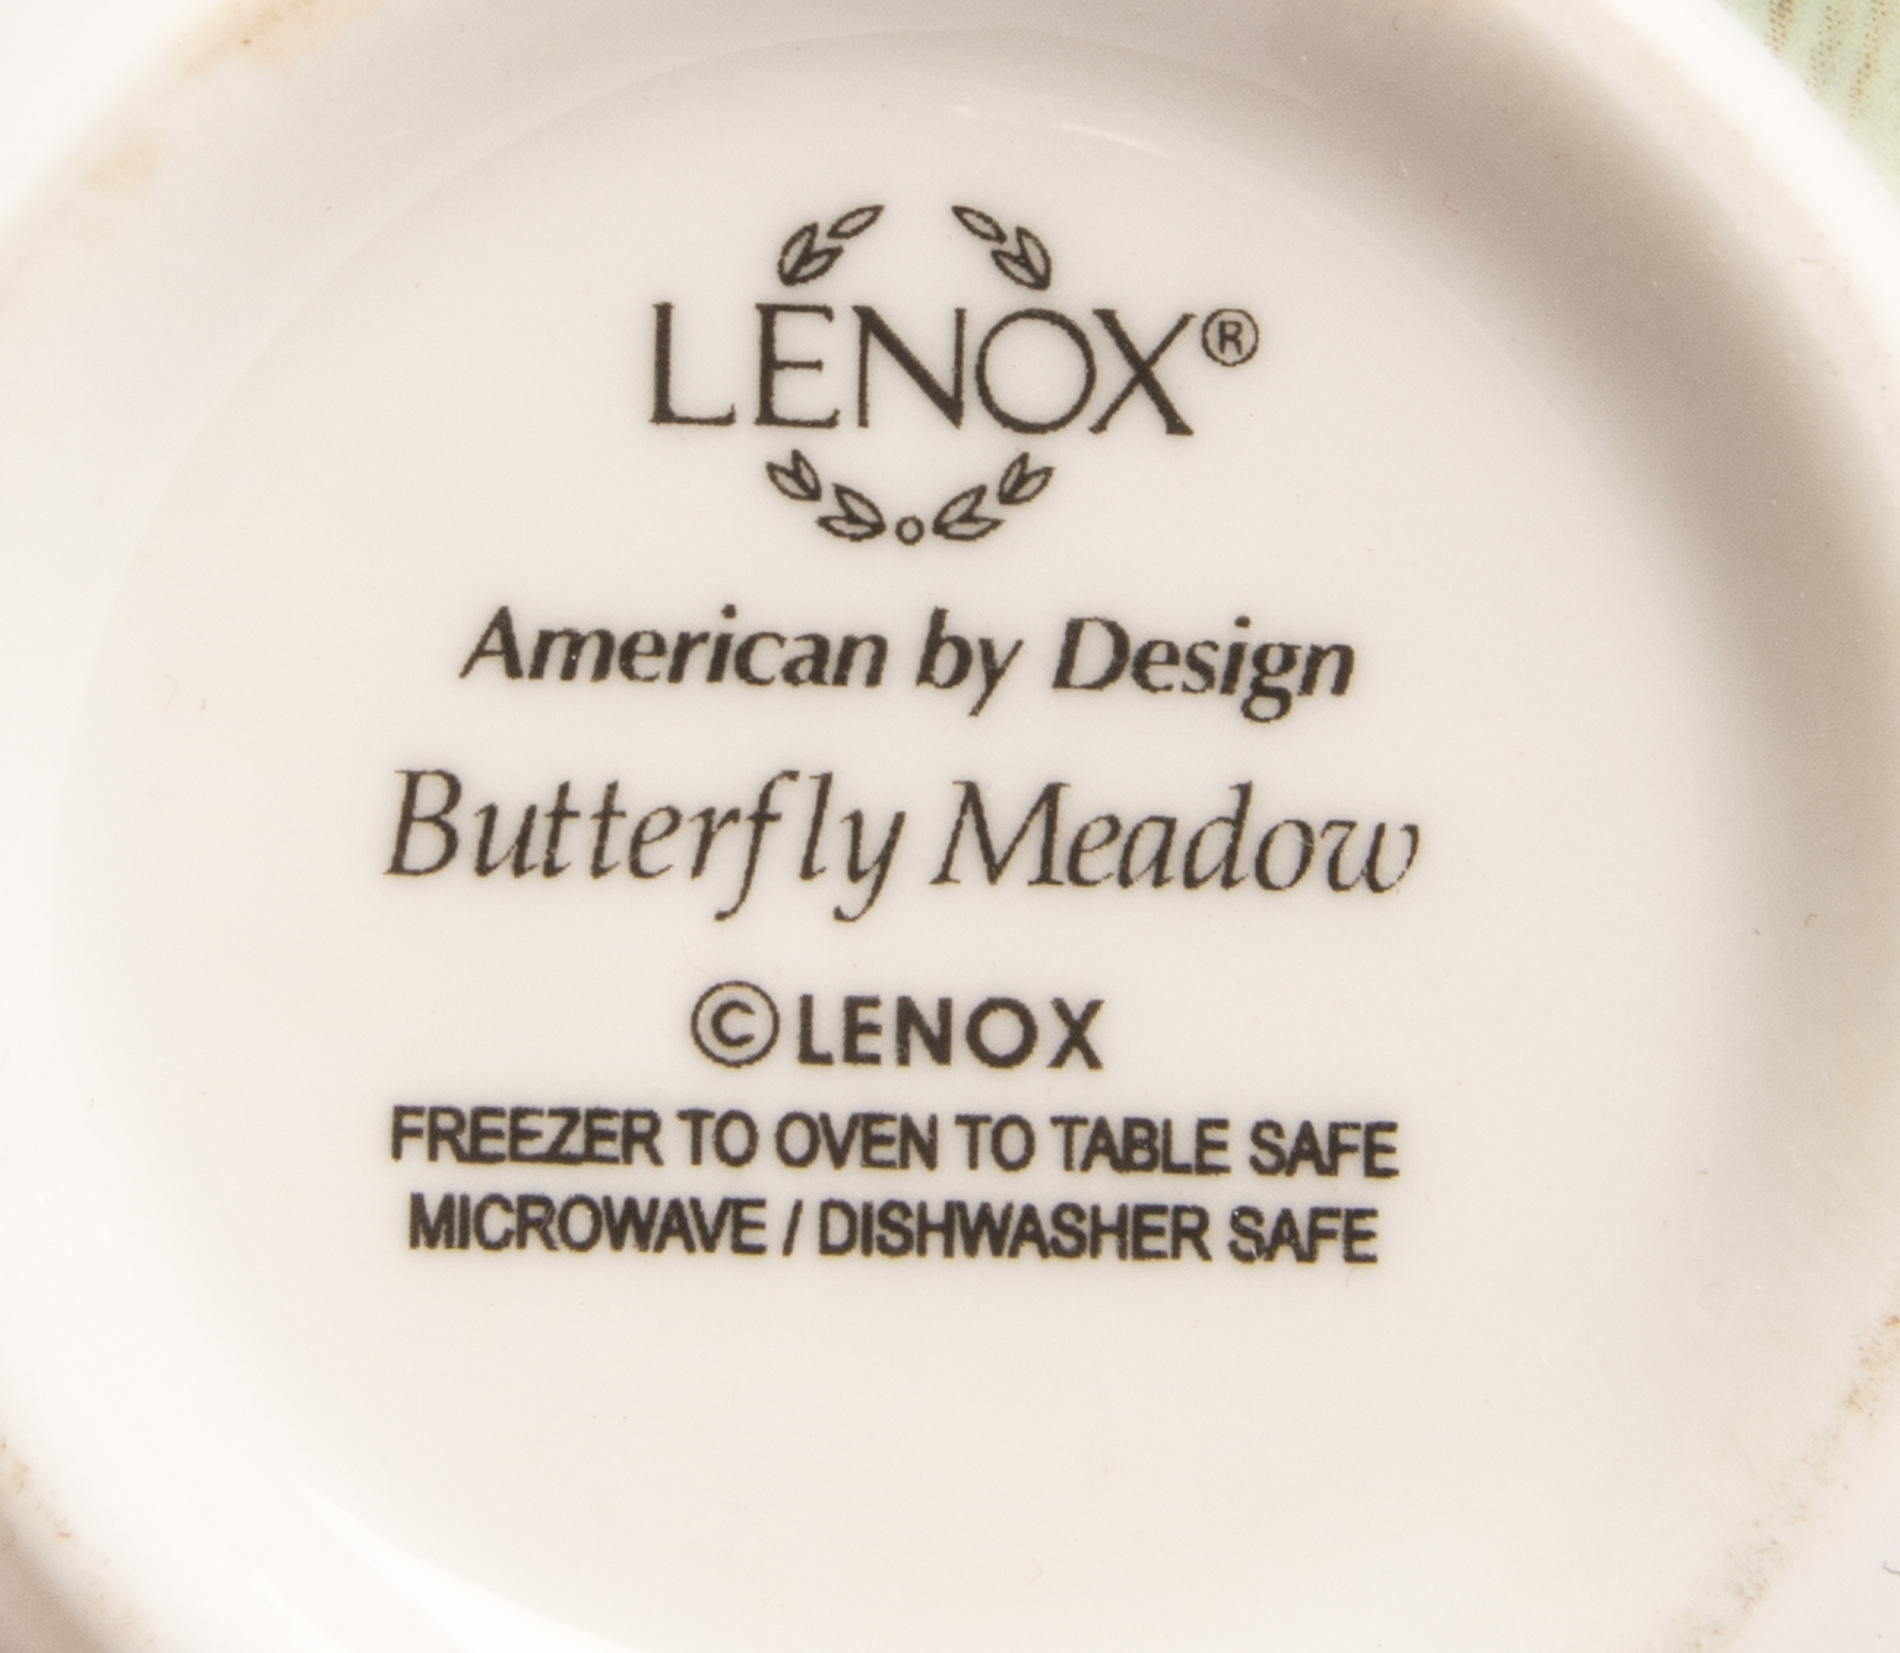 LENOX®
American by Design
Butterfly Meadow
©LENOX
FREEZER TO OVEN TO TABLE SAFE
MICROWAVE / DISHWASHER SAFE